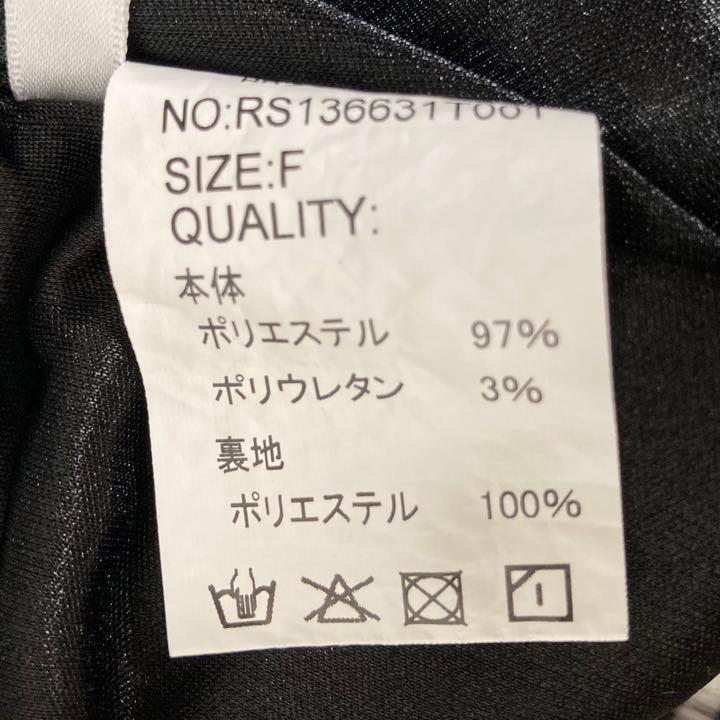 NO:RS136631T001
SIZE:F
QUALITY:
本体
ポリエステル 97%
ポリウレタン 3%
裏地
ポリエステル 100%